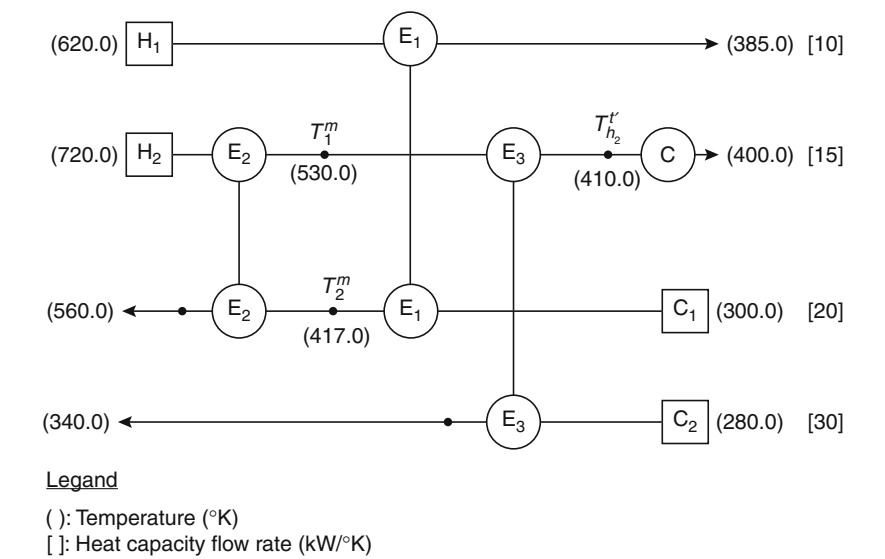 (620.0) H₁ E₁ (385.0) [10]
(720.0) H₂ E₂ T₁ᵐ (530.0) E₃ Tₕ₂ᵗ′ (410.0) C (400.0) [15]
(560.0) E₂ T₂ᵐ (417.0) E₁ C₁ (300.0) [20]
(340.0) E₃ C₂ (280.0) [30]
Legand
( ): Temperature (°K)
[ ]: Heat capacity flow rate (kW/°K)